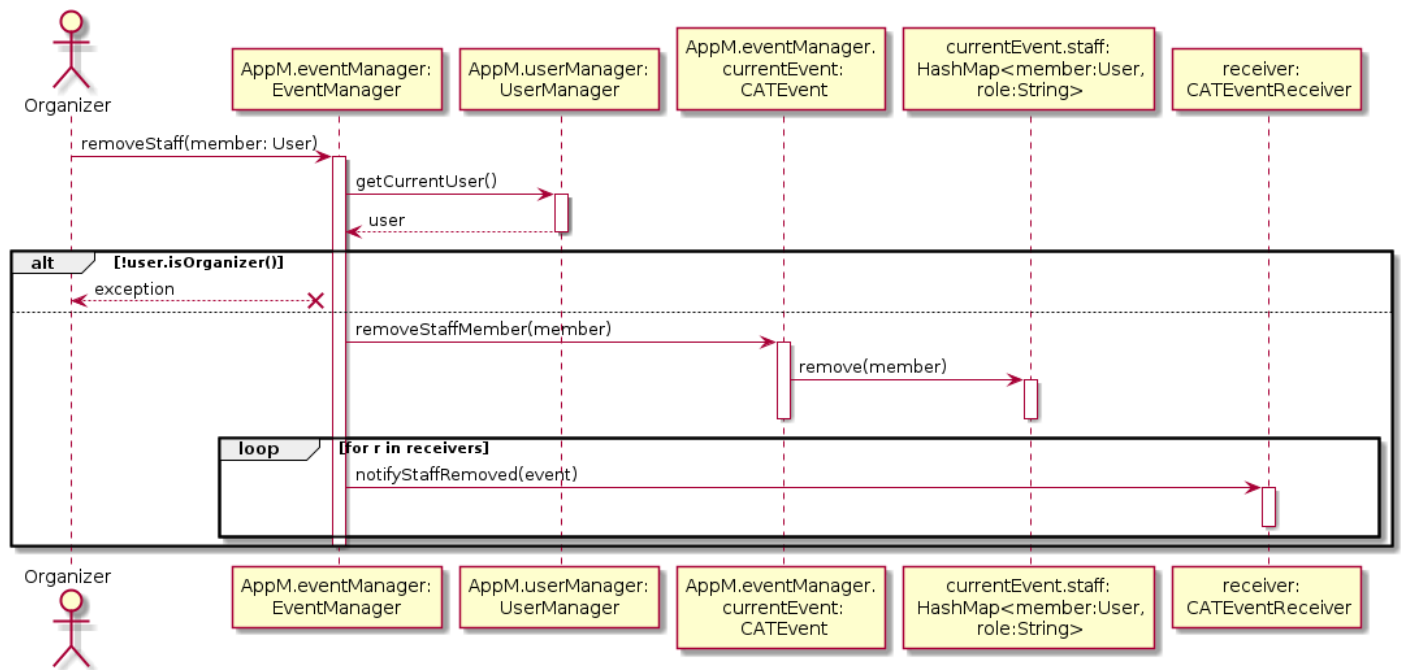 Organizer
AppM.eventManager:
EventManager
AppM.userManager:
UserManager
AppM.eventManager.
currentEvent:
CATEvent
currentEvent.staff:
HashMap<member:User,
role:String>
receiver:
CATEventReceiver
removeStaff(member: User)
getCurrentUser()
user
alt
[!user.isOrganizer()]
exception
removeStaffMember(member)
remove(member)
loop
[for r in receivers]
notifyStaffRemoved(event)
Organizer
AppM.eventManager:
EventManager
AppM.userManager:
UserManager
AppM.eventManager.
currentEvent:
CATEvent
currentEvent.staff:
HashMap<member:User,
role:String>
receiver:
CATEventReceiver